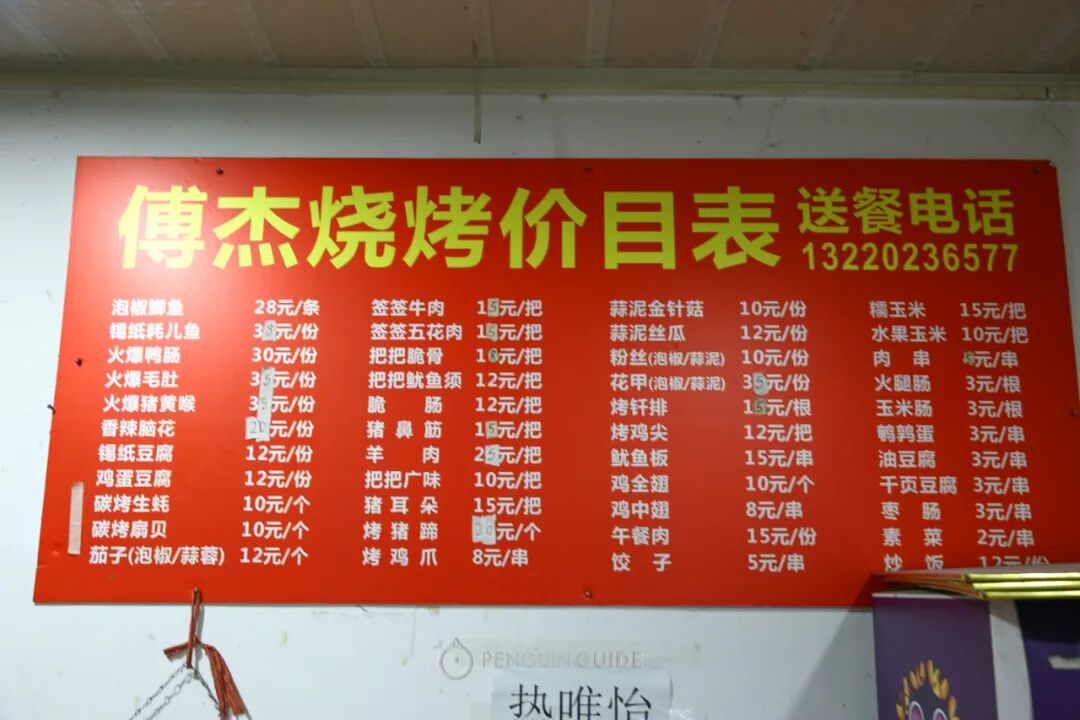 傅杰烧烤价目表 送餐电话
13220236577
泡椒鲫鱼 28元/条
锡纸耗儿鱼 元/份
火爆鸭肠 30元/份
火爆毛肚 35元/份
火爆猪黄喉 元/份
香辣脑花 20元/份
锡纸豆腐 12元/份
鸡蛋豆腐 12元/份
碳烤生蚝 10元/个
碳烤扇贝 10元/个
茄子(泡椒/蒜蓉) 12元/个
签签牛肉 15元/把
签签五花肉 15元/把
把把脆骨 元/把
把把鱿鱼须 12元/把
脆肠 12元/把
猪鼻筋 15元/把
羊肉 25元/把
把把广味 10元/把
猪耳朵 15元/把
烤猪蹄 20元/个
烤鸡爪 8元/串
蒜泥金针菇 10元/份
蒜泥丝瓜 12元/份
粉丝(泡椒/蒜泥) 10元/份
花甲(泡椒/蒜泥) 35元/份
烤钎排 15元/根
烤鸡尖 12元/把
鱿鱼板 15元/串
鸡全翅 10元/个
鸡中翅 8元/串
午餐肉 15元/份
饺子 5元/串
糯玉米 15元/把
水果玉米 10元/把
肉串 元/串
火腿肠 3元/根
玉米肠 3元/根
鹌鹑蛋 3元/串
油豆腐 3元/串
千页豆腐 3元/串
枣肠 3元/串
素菜 2元/串
炒饭 12元/份
PENGUIN GUIDE
执唯怡